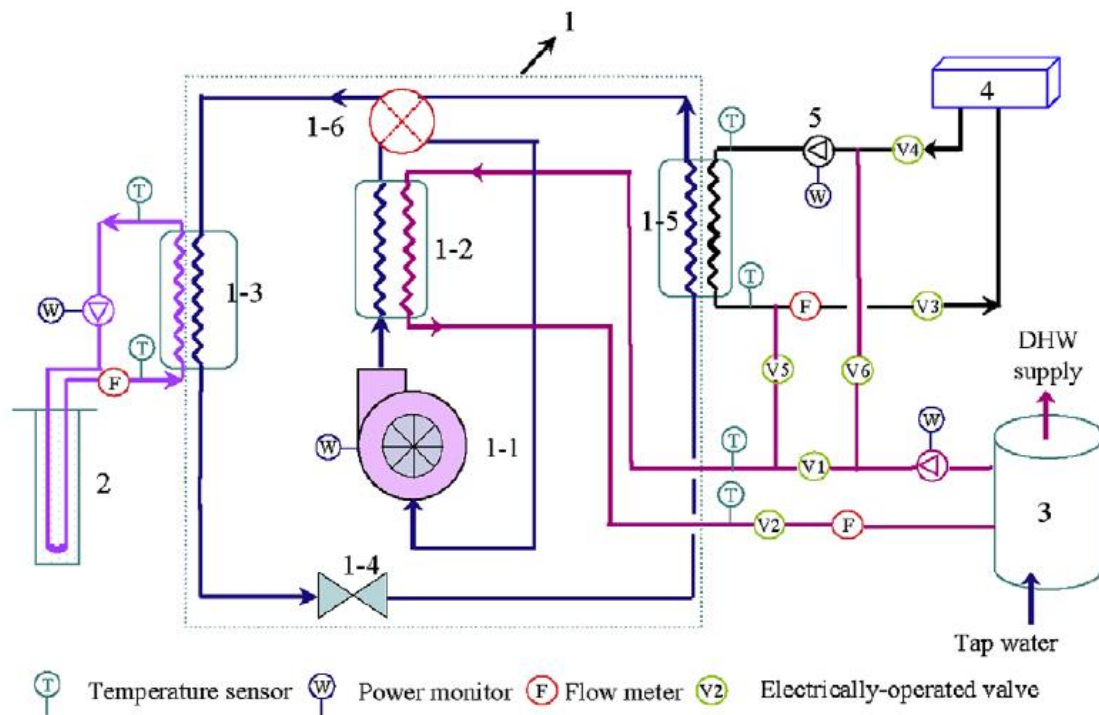 1
4
1-6
T
5
V4
W
T
1-5
1-2
1-3
T
W
T
F
F
V3
DHW
supply
V5
V6
W
W
1-1
T
V1
2
T
V2
F
3
1-4
Tap water
T Temperature sensor W Power monitor F Flow meter V2 Electrically-operated valve